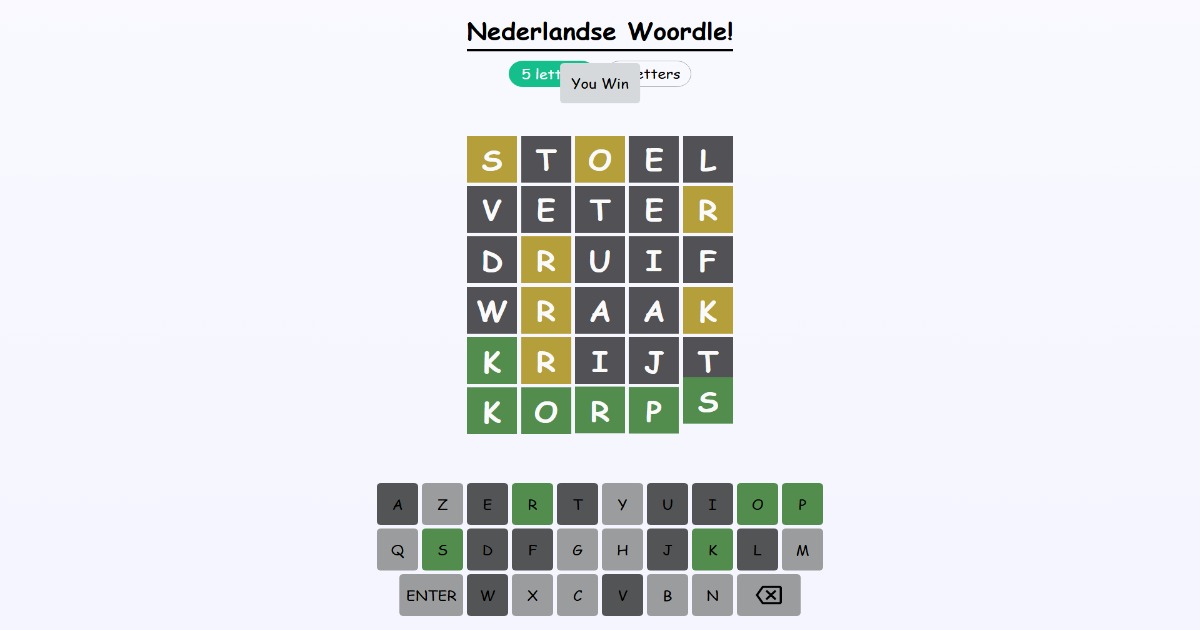 Nederlandse Woordle!
5 lett etters
You Win
S T O E L
V E T E R
D R U I F
W R A A K
K R I J T
K O R P S
A Z E R T Y U I O P
Q S D F G H J K L M
ENTER W X C V B N